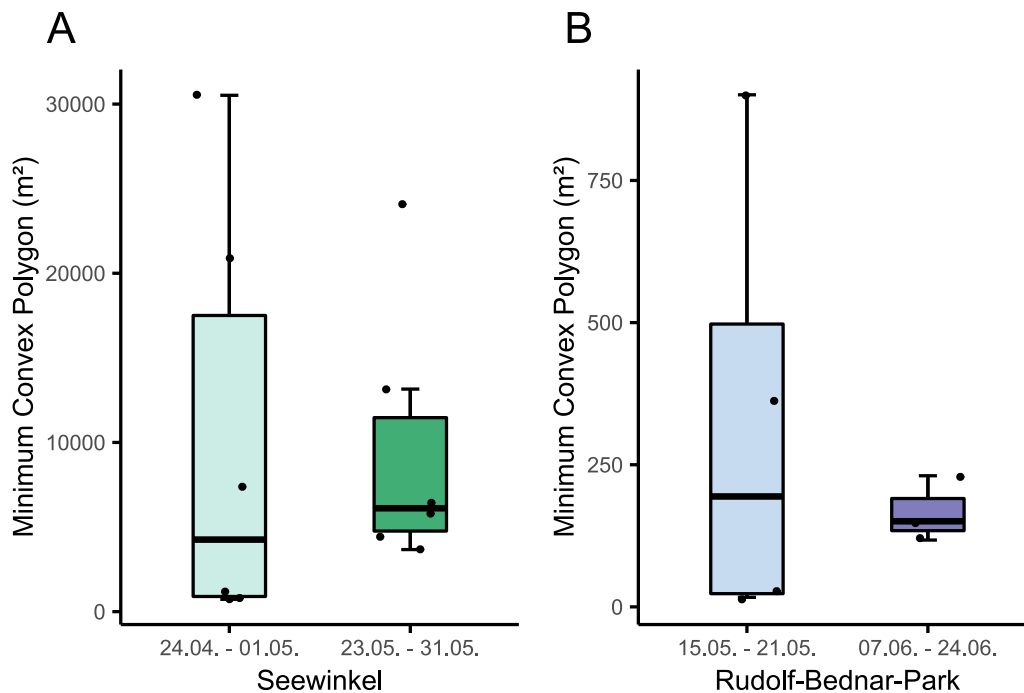 A
Minimum Convex Polygon (m²)
30000
20000
10000
0
24.04. - 01.05.
23.05. - 31.05.
Seewinkel
B
Minimum Convex Polygon (m²)
750
500
250
0
15.05. - 21.05.
07.06. - 24.06.
Rudolf-Bednar-Park